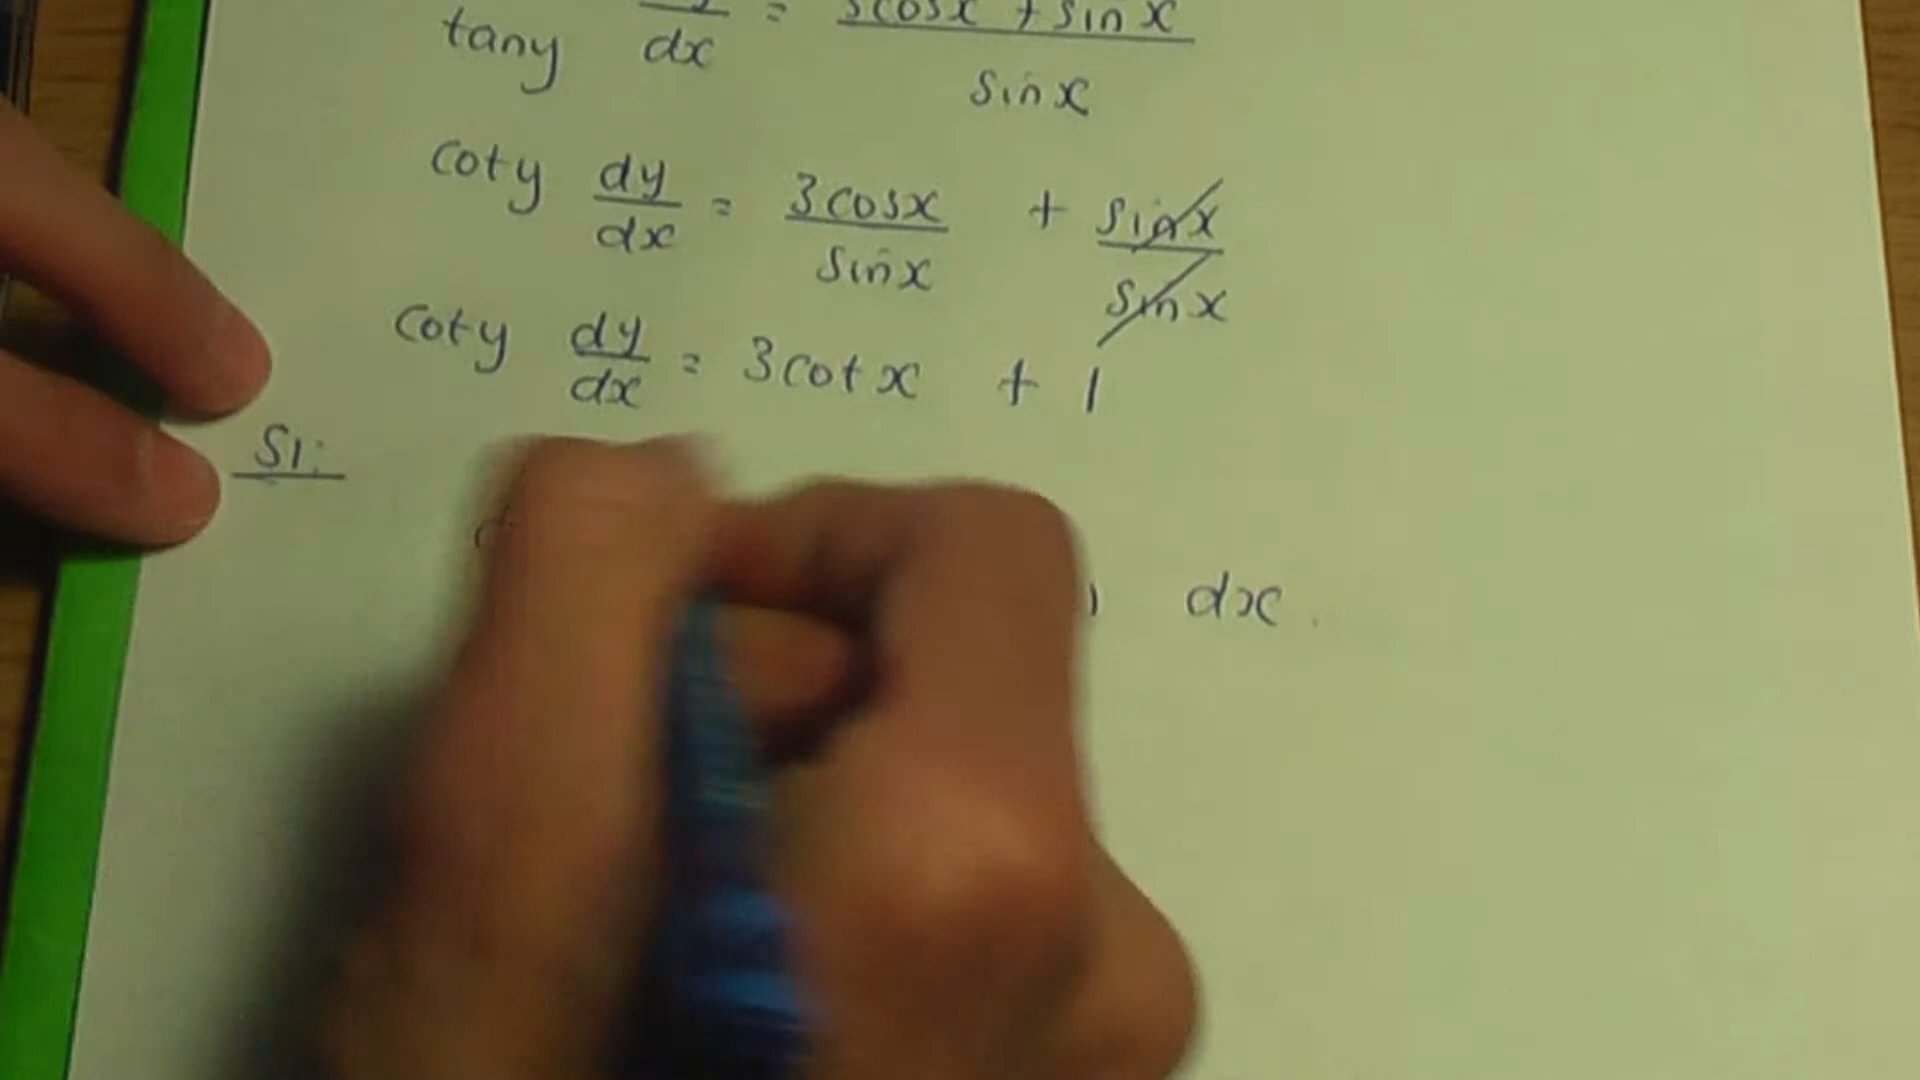 tany dx = 3cosx + sinx
sinx
coty dy/dx = 3cosx/sinx + sinx/sinx
coty dy/dx = 3cotx + 1
S1:
dx